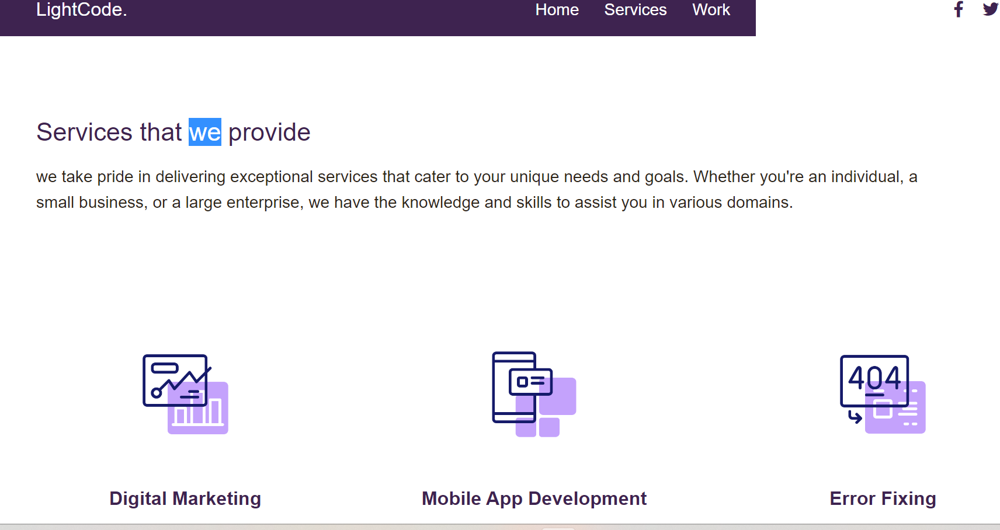 LightCode.
Home Services Work
Services that we provide
we take pride in delivering exceptional services that cater to your unique needs and goals. Whether you're an individual, a
small business, or a large enterprise, we have the knowledge and skills to assist you in various domains.
404
Digital Marketing
Mobile App Development
Error Fixing